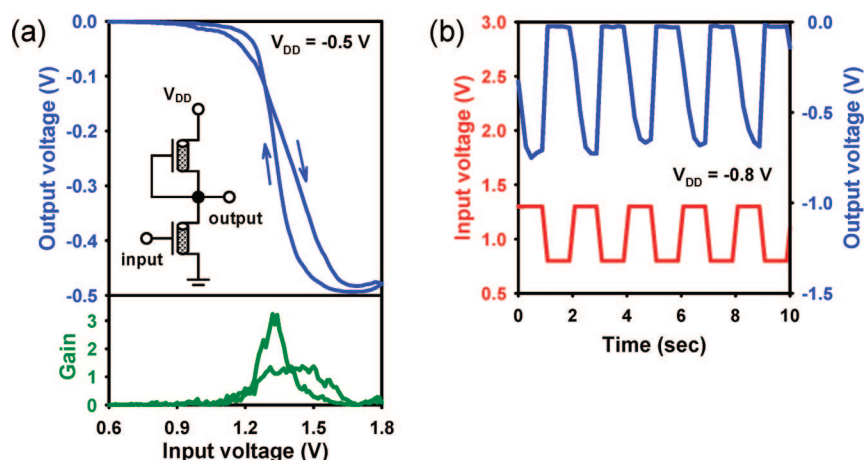 (a)
V_DD = -0.5 V
0.0
-0.1
-0.2
-0.3
-0.4
-0.5
Output voltage (V)
V_DD
output
input
3
2
1
0
Gain
0.6 0.9 1.2 1.5 1.8
Input voltage (V)
(b)
3.0
2.5
2.0
1.5
1.0
0.5
Input voltage (V)
V_DD = -0.8 V
0.0
-0.5
-1.0
-1.5
Output voltage (V)
0 2 4 6 8 10
Time (sec)